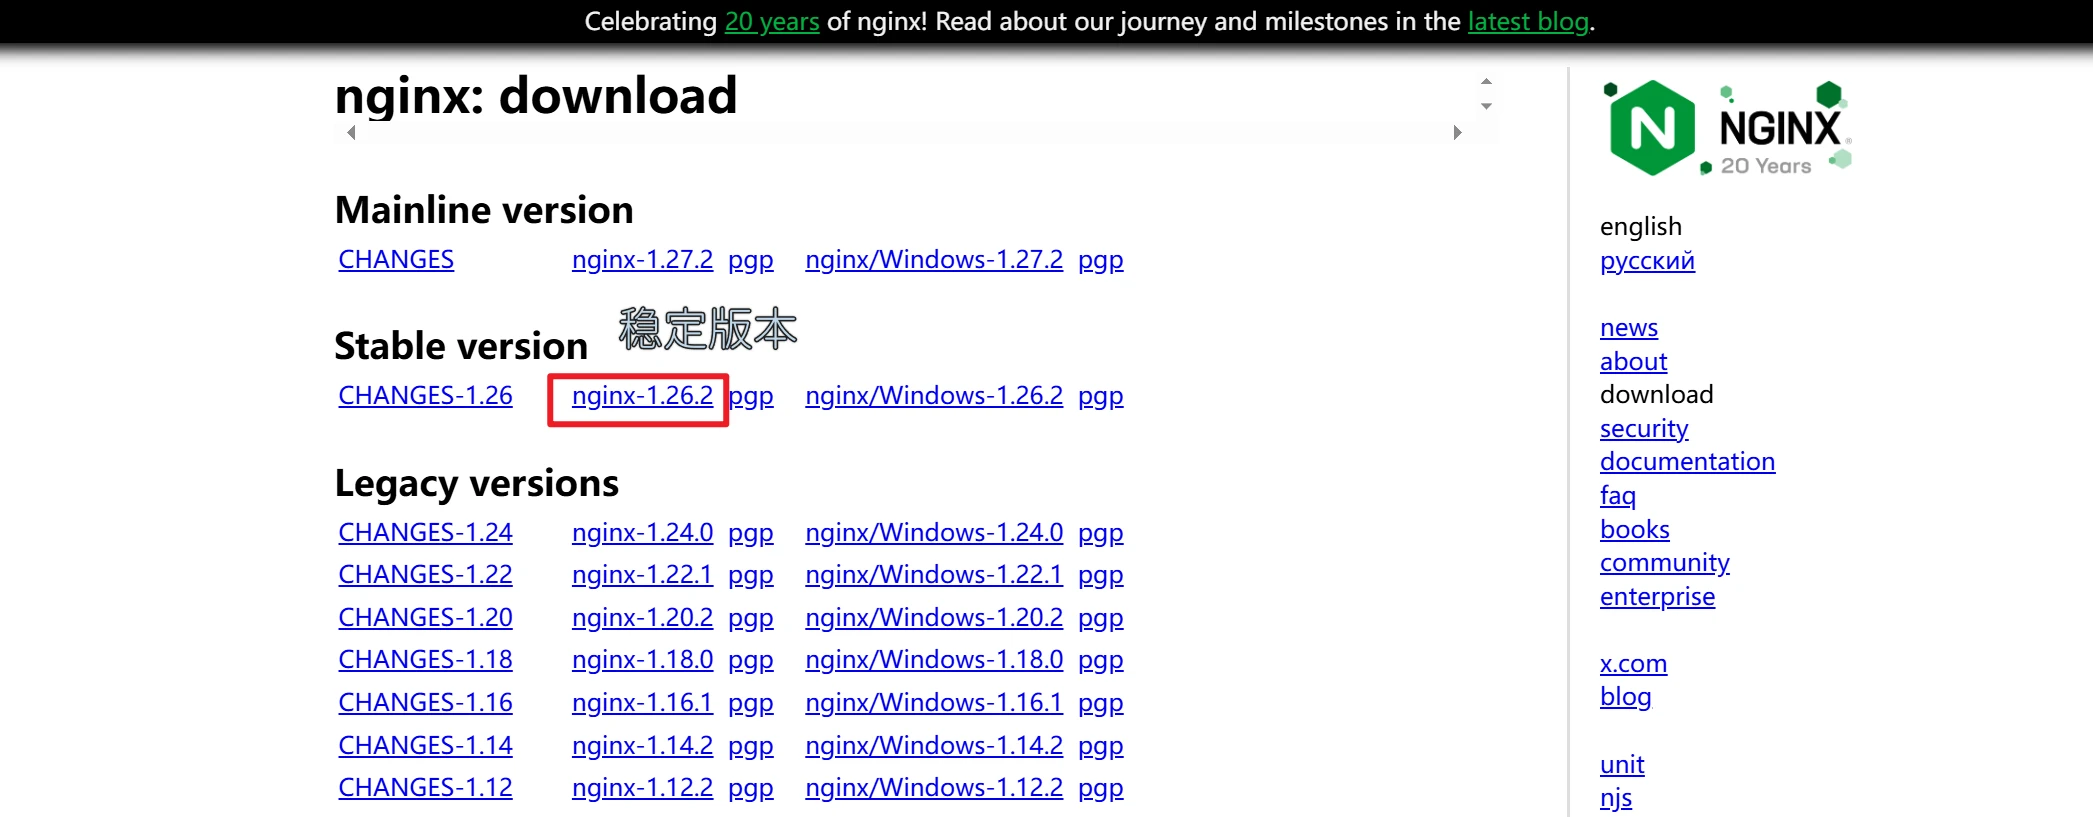 Celebrating 20 years of nginx! Read about our journey and milestones in the latest blog.
nginx: download
Mainline version
CHANGES nginx-1.27.2 pgp nginx/Windows-1.27.2 pgp
Stable version 稳定版本
CHANGES-1.26 nginx-1.26.2 pgp nginx/Windows-1.26.2 pgp
Legacy versions
CHANGES-1.24 nginx-1.24.0 pgp nginx/Windows-1.24.0 pgp
CHANGES-1.22 nginx-1.22.1 pgp nginx/Windows-1.22.1 pgp
CHANGES-1.20 nginx-1.20.2 pgp nginx/Windows-1.20.2 pgp
CHANGES-1.18 nginx-1.18.0 pgp nginx/Windows-1.18.0 pgp
CHANGES-1.16 nginx-1.16.1 pgp nginx/Windows-1.16.1 pgp
CHANGES-1.14 nginx-1.14.2 pgp nginx/Windows-1.14.2 pgp
CHANGES-1.12 nginx-1.12.2 pgp nginx/Windows-1.12.2 pgp
N NGINX®
20 Years
english
русский
news
about
download
security
documentation
faq
books
community
enterprise
x.com
blog
unit
njs